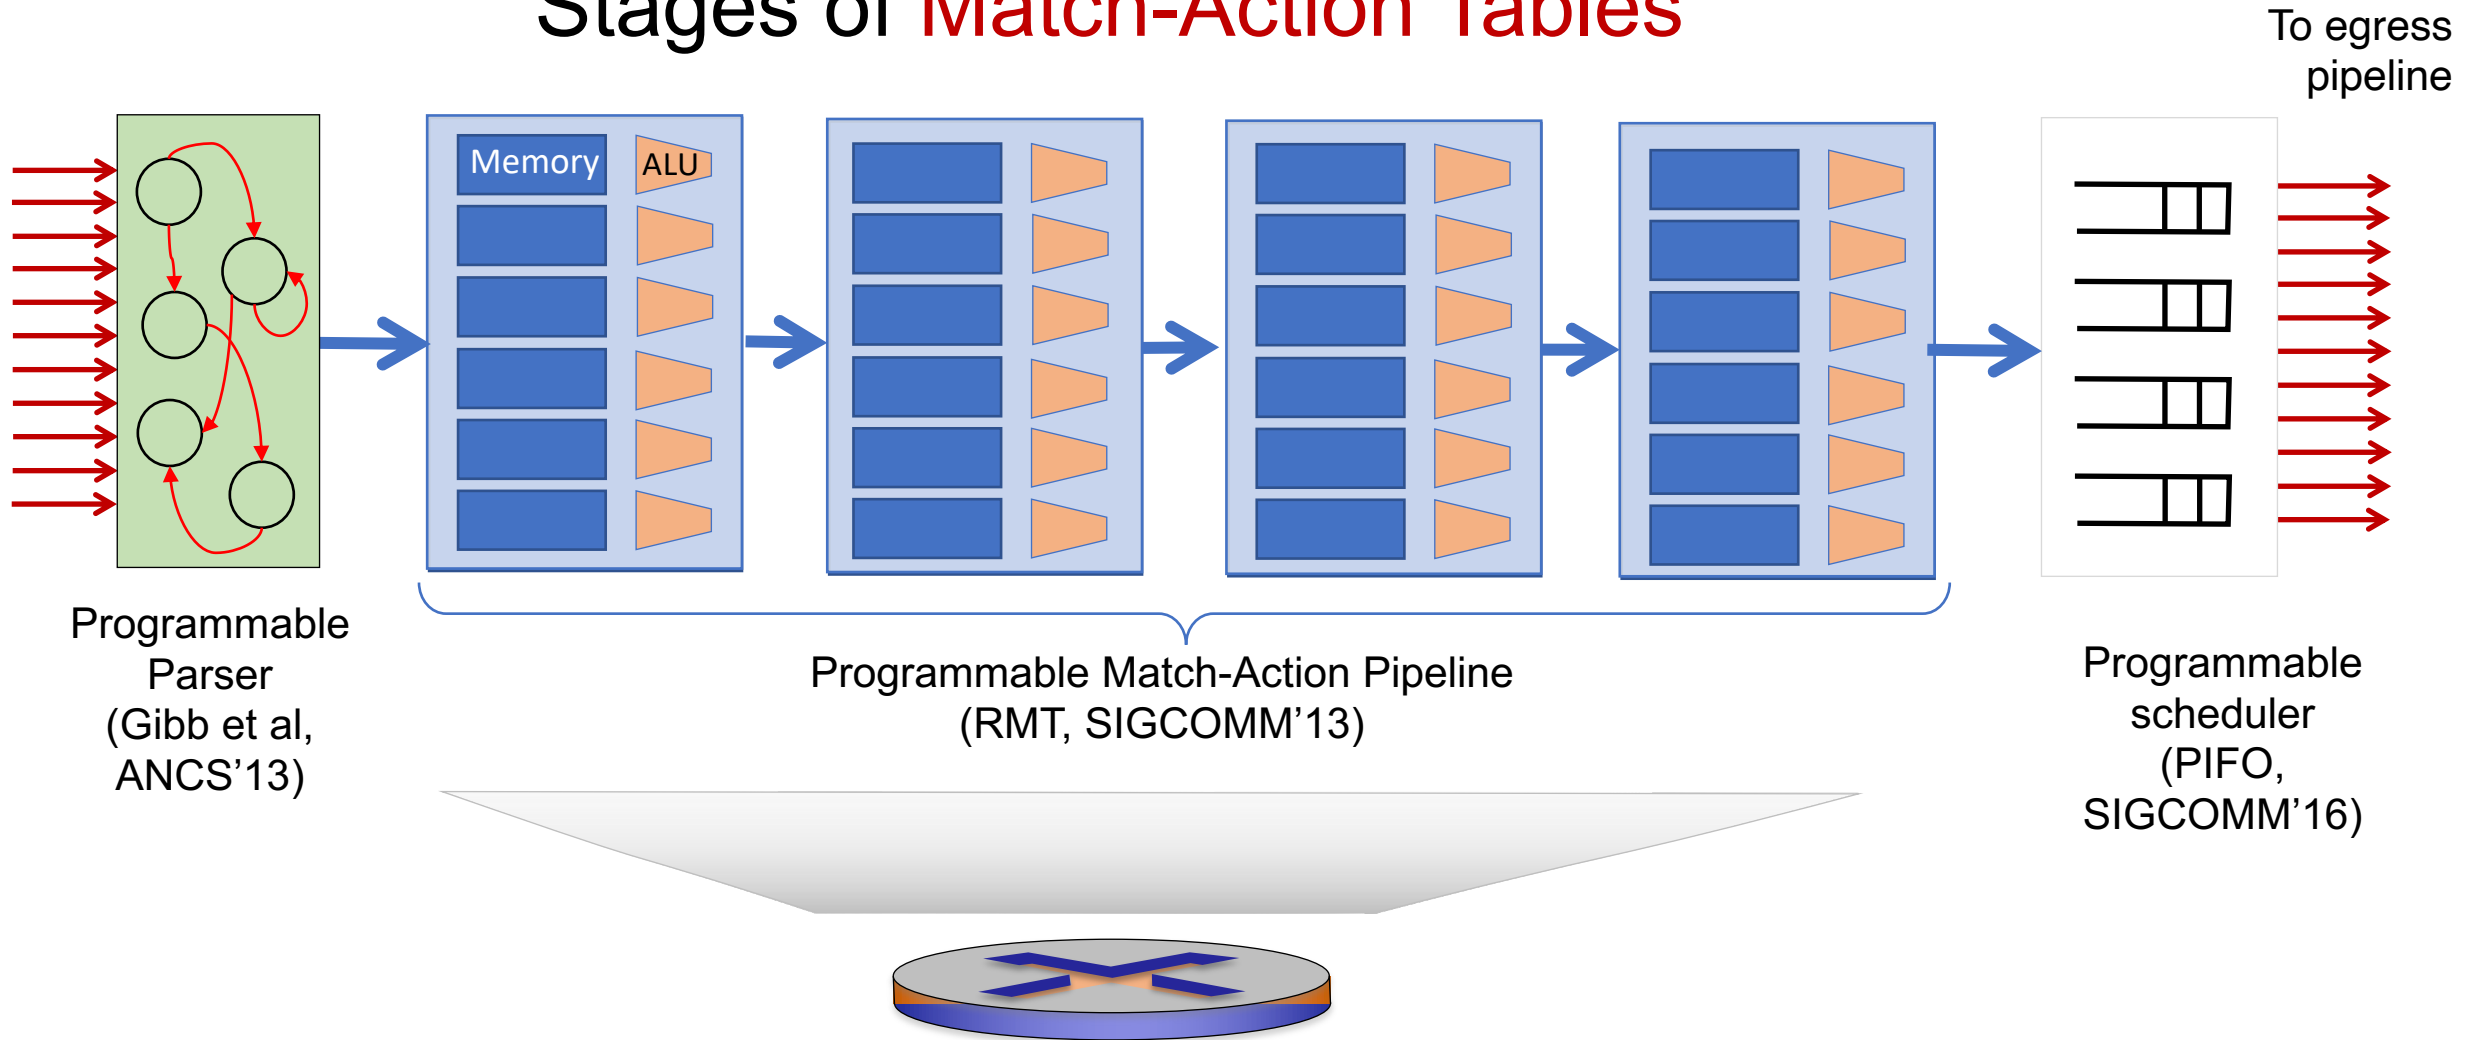 Stages of Match-Action Tables
To egress
pipeline
Memory
ALU
Programmable
Parser
(Gibb et al,
ANCS’13)
Programmable Match-Action Pipeline
(RMT, SIGCOMM’13)
Programmable
scheduler
(PIFO,
SIGCOMM’16)